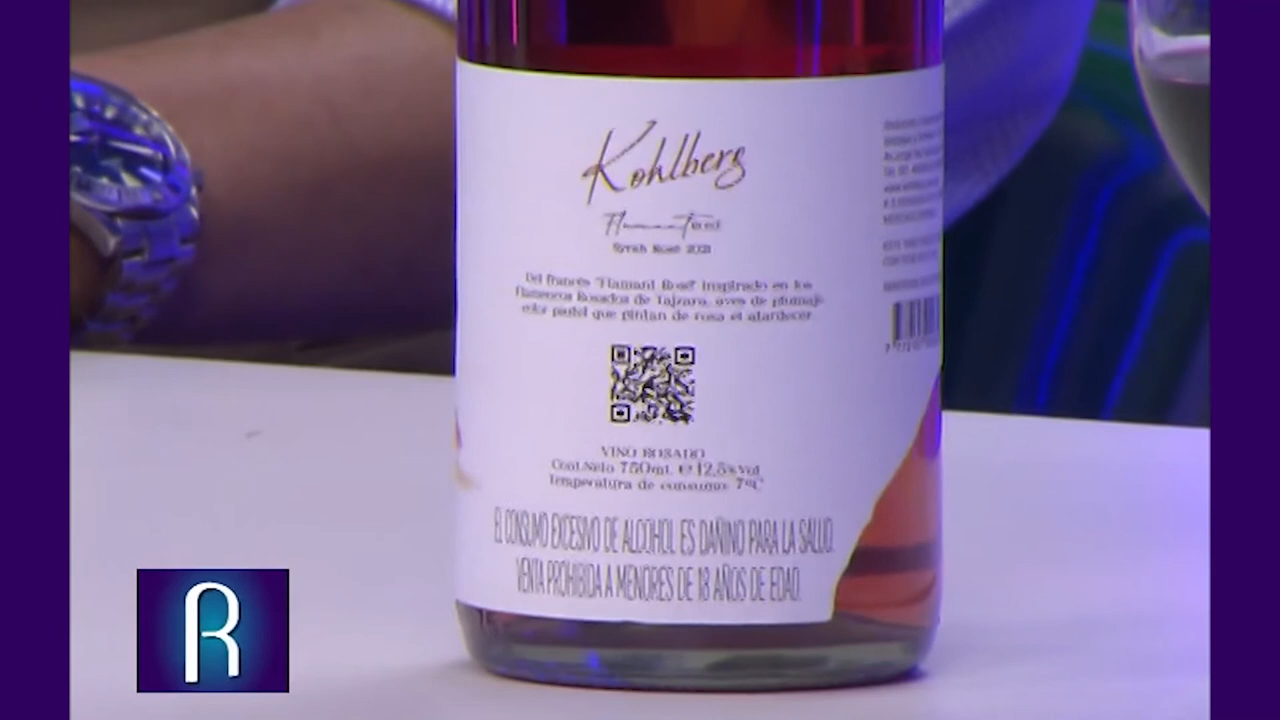 Kohlberg
Flamant ROSÉ
Syrah Rosé 2021
Del francés "Flamant Rosé" inspirado en los
Flamencos Rosados de Tajzara, aves de plumaje
color pastel que pintan de rosa el atardecer.
VINO ROSADO
Cont.Neto 750ml. e 12,5%Vol
Temperatura de consumo: 7ºC
EL CONSUMO EXCESIVO DE ALCOHOL ES DAÑINO PARA LA SALUD.
VENTA PROHIBIDA A MENORES DE 18 AÑOS DE EDAD.
R